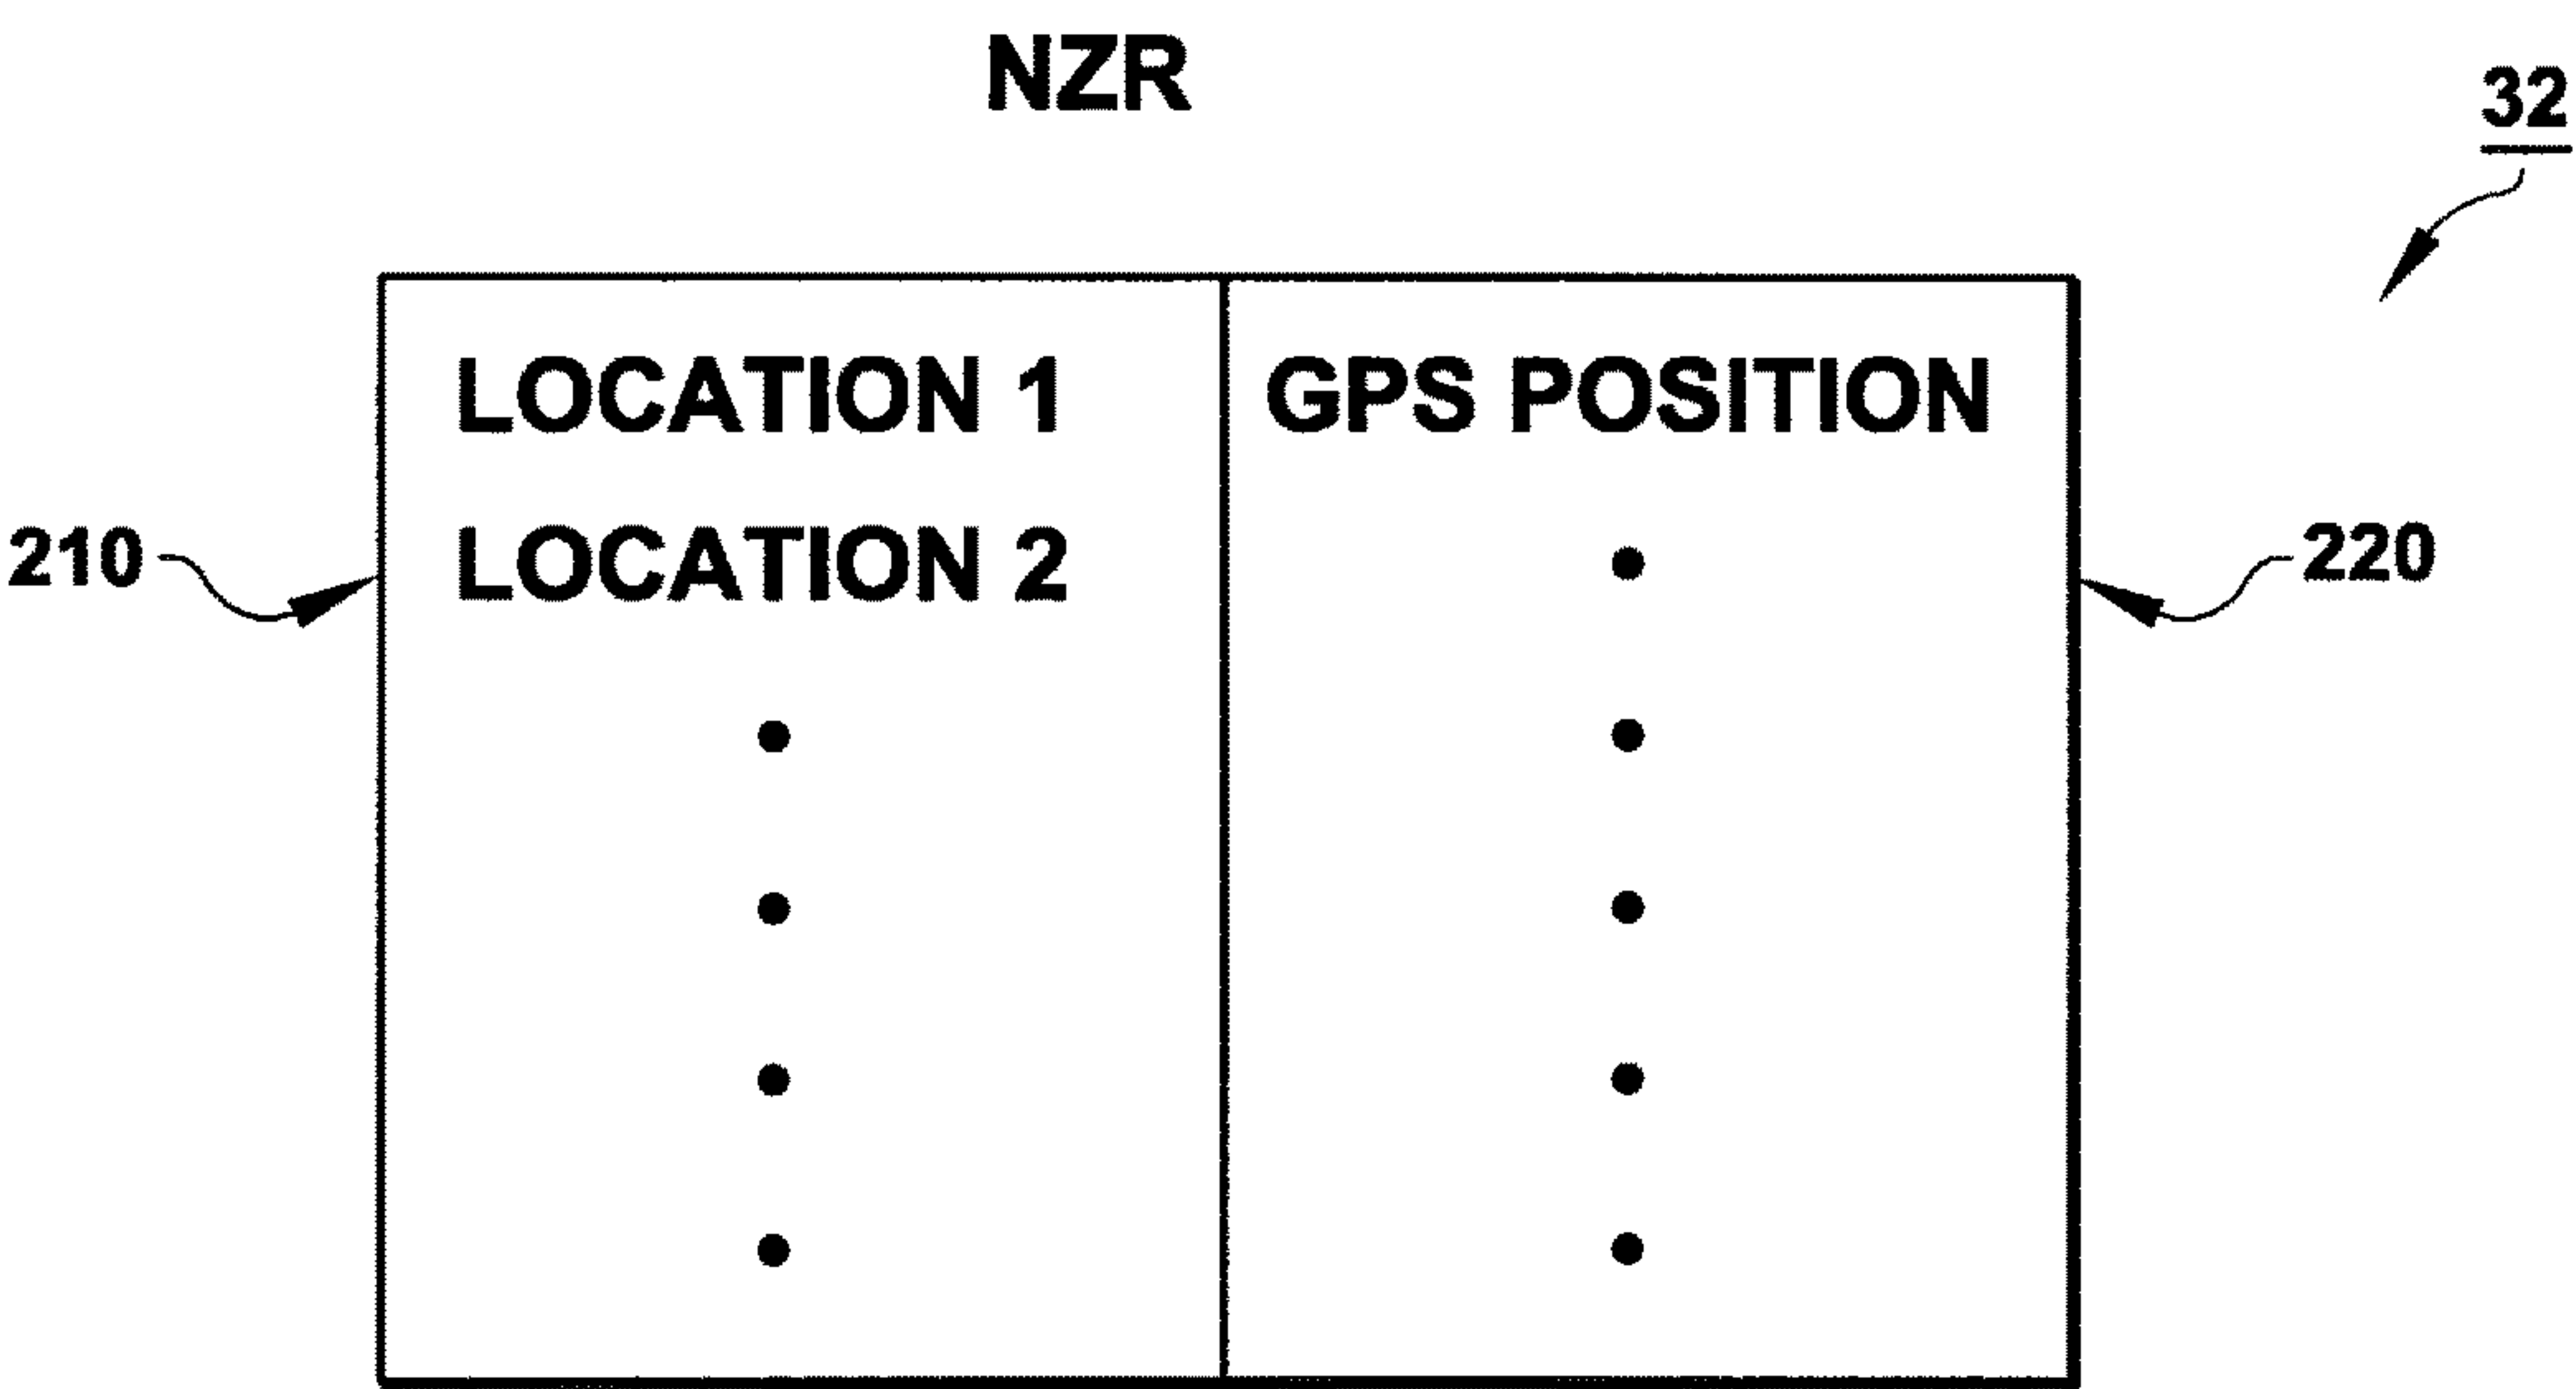 NZR
32
LOCATION 1 GPS POSITION
210 LOCATION 2 220